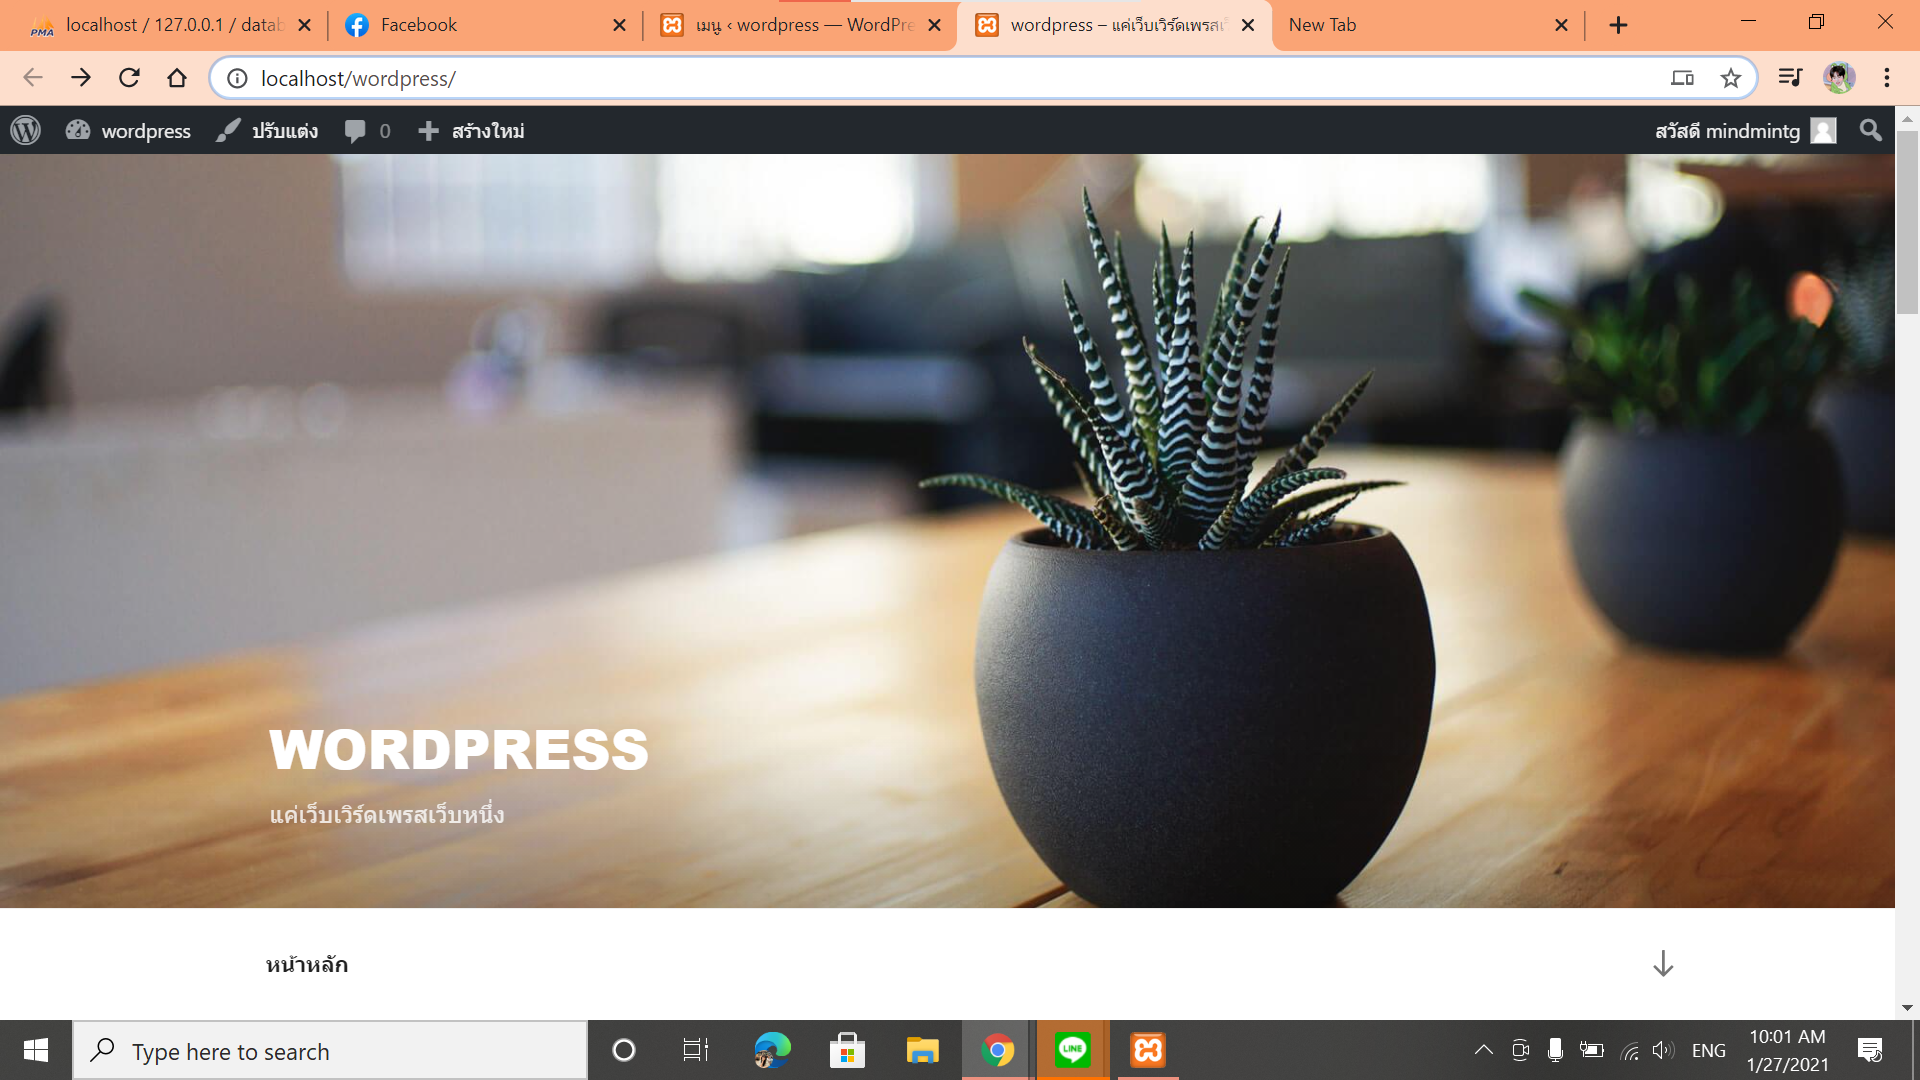 localhost / 127.0.0.1 / datab
Facebook
เมนู ‹ wordpress — WordPre
wordpress – แค่เว็บเวิร์ดเพรสเว็
New Tab
localhost/wordpress/
wordpress
ปรับแต่ง
0
สร้างใหม่
สวัสดี mindmintg
WORDPRESS
แค่เว็บเวิร์ดเพรสเว็บหนึ่ง
หน้าหลัก
Type here to search
LINE
ENG
10:01 AM
1/27/2021